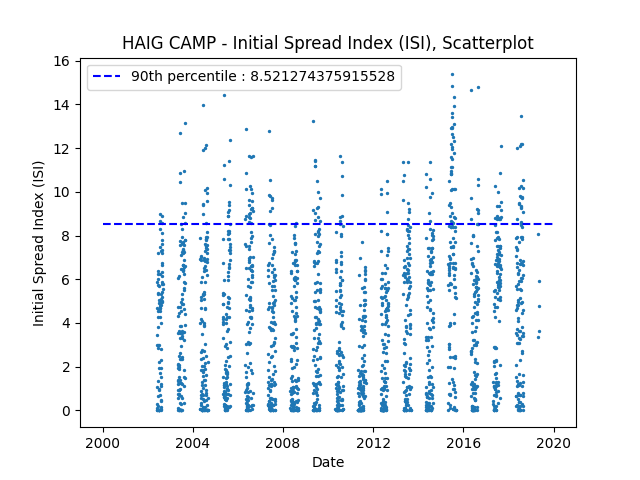 HAIG CAMP - Initial Spread Index (ISI), Scatterplot
90th percentile : 8.521274375915528
Initial Spread Index (ISI)
16
14
12
10
8
6
4
2
0
2000 2004 2008 2012 2016 2020
Date